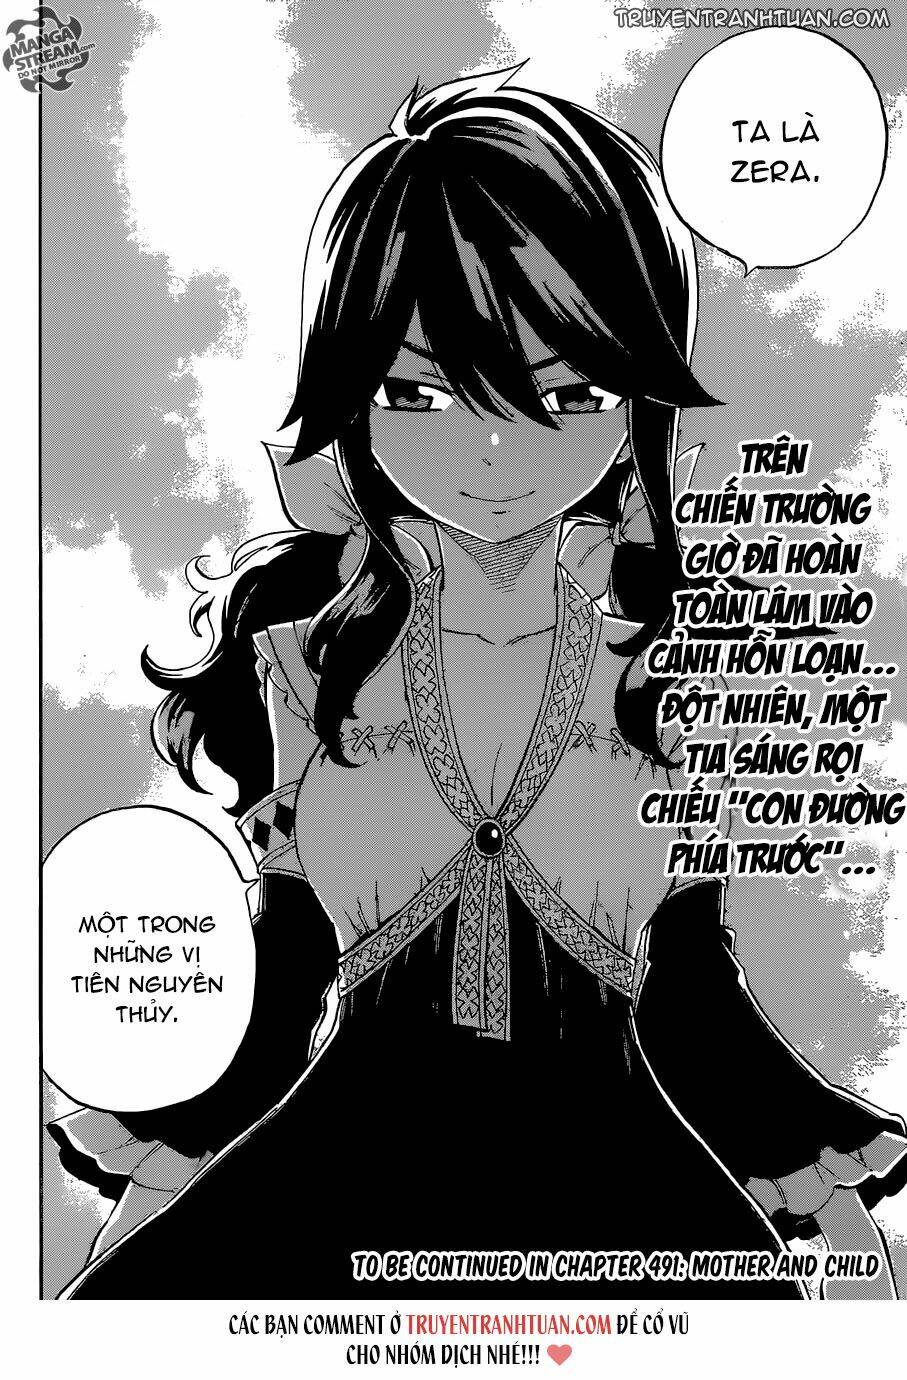 MANGA
STREAM.com
DO NOT MIRROR
TRUYENTRANHTUAN.COM
TA LÀ
ZERA.
TRÊN
CHIẾN TRƯỜNG
GIỜ ĐÃ HOÀN
TOÀN LÂM VÀO
CẢNH HỖN LOẠN...
ĐỘT NHIÊN, MỘT
TIA SÁNG RỌI
CHIẾU "CON ĐƯỜNG
PHÍA TRƯỚC"...
MỘT TRONG
NHỮNG VỊ
TIÊN NGUYÊN
THỦY.
TO BE CONTINUED IN CHAPTER 491: MOTHER AND CHILD
CÁC BẠN COMMENT Ở TRUYENTRANHTUAN.COM ĐỂ CỔ VŨ
CHO NHÓM DỊCH NHÉ!!! ❤